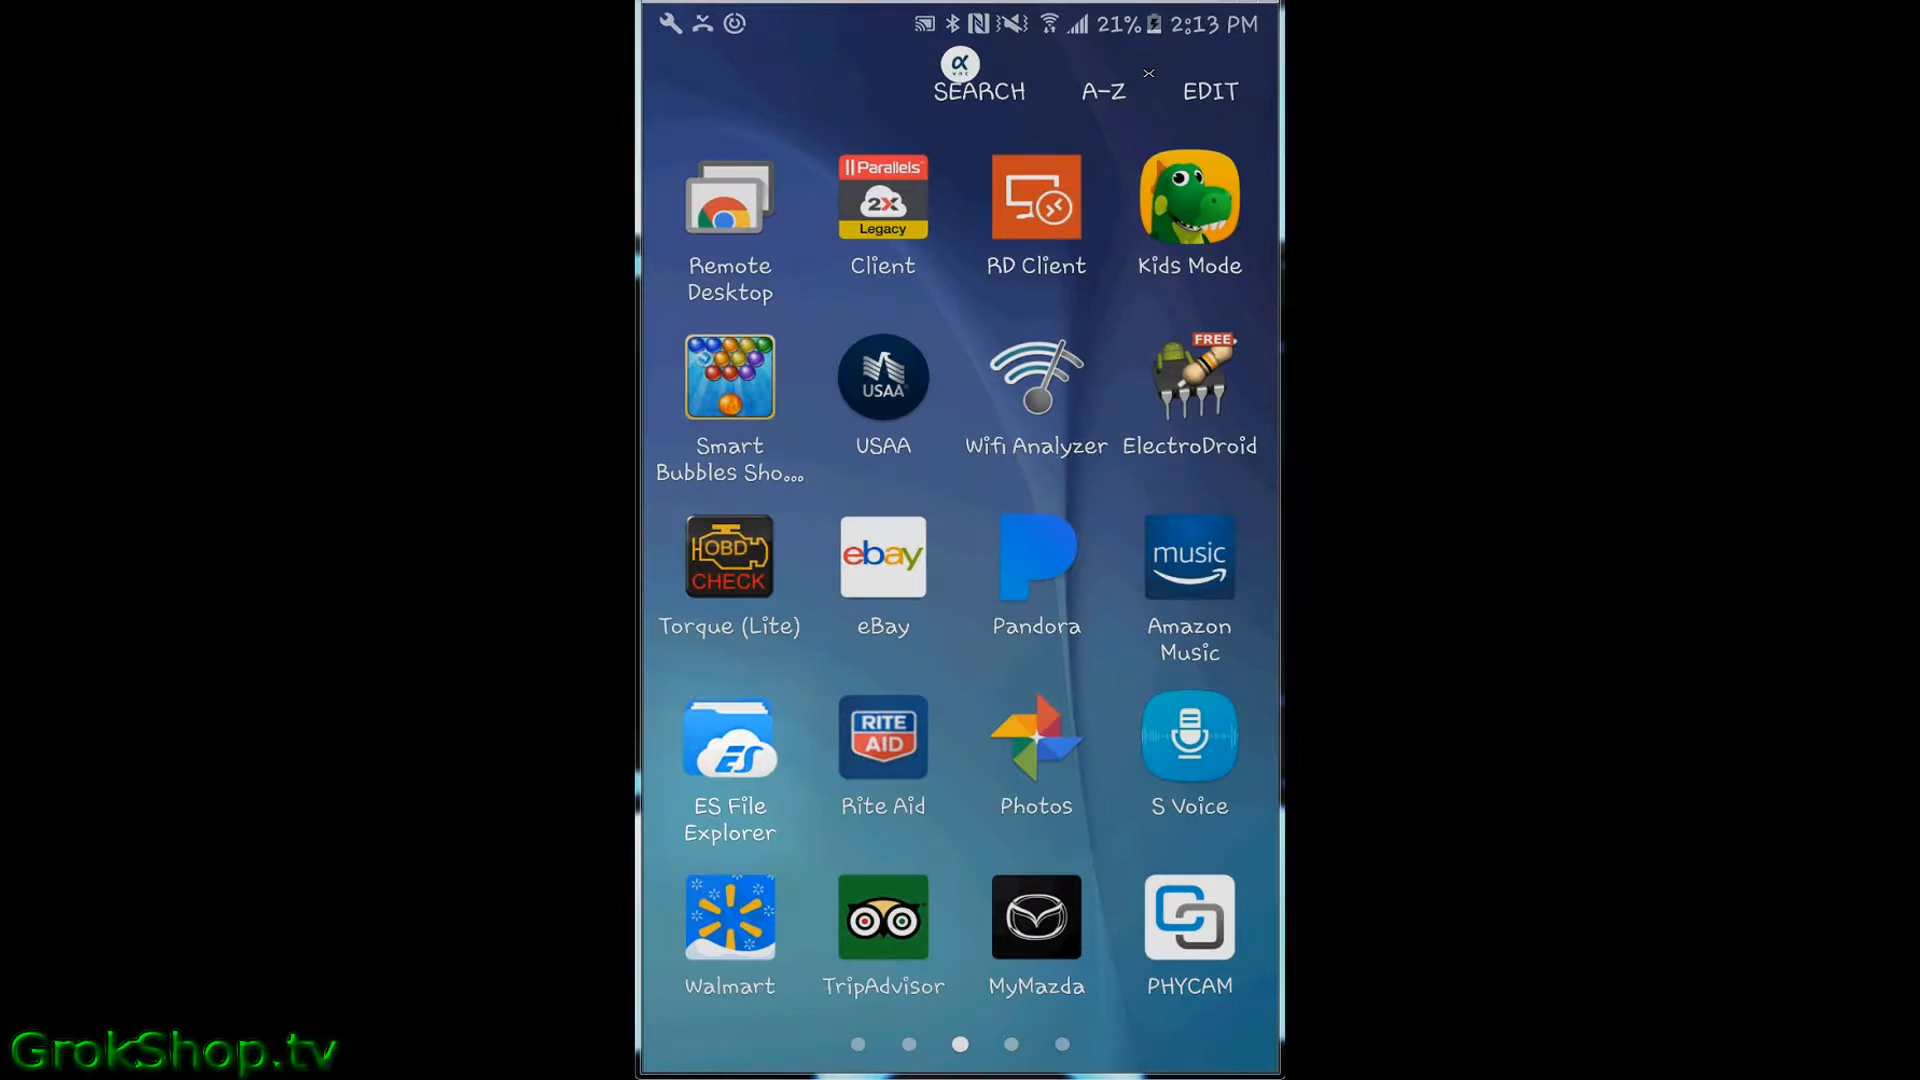 21% 2:13 PM
α
vnc
SEARCH A-Z EDIT
Parallels
2X
Legacy
Remote
Desktop
Client
RD Client
Kids Mode
USAA
FREE
Smart
Bubbles Sho...
USAA
Wifi Analyzer
ElectroDroid
OBD
CHECK
ebay
music
Torque (Lite)
eBay
Pandora
Amazon
Music
ES
RITE
AID
ES File
Explorer
Rite Aid
Photos
S Voice
Walmart
TripAdvisor
MyMazda
PHYCAM
GrokShop.tv